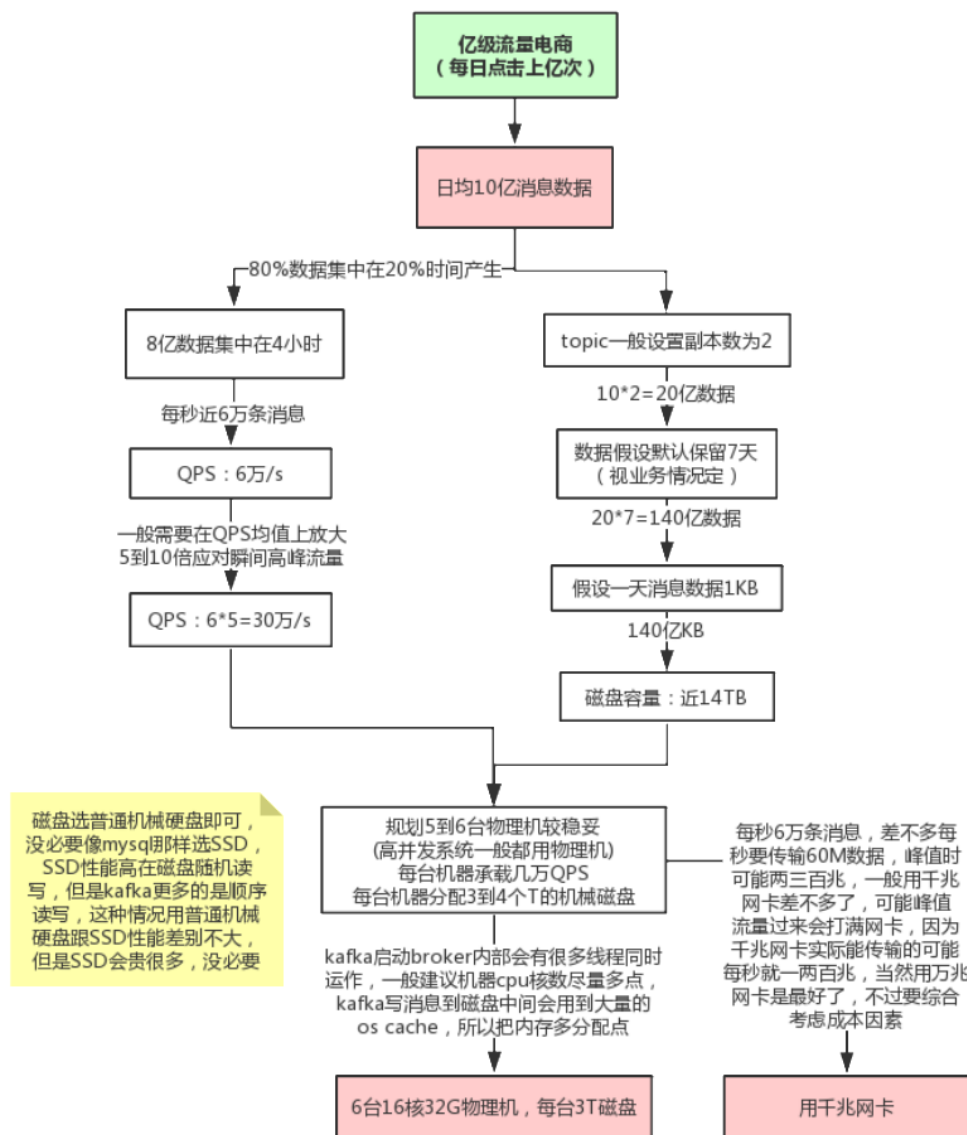 亿级流量电商
（每日点击上亿次）
日均10亿消息数据
80%数据集中在20%时间产生
8亿数据集中在4小时
每秒近6万条消息
QPS：6万/s
一般需要在QPS均值上放大
5到10倍应对瞬间高峰流量
QPS：6*5=30万/s
topic一般设置副本数为2
10*2=20亿数据
数据假设默认保留7天
（视业务情况定）
20*7=140亿数据
假设一天消息数据1KB
140亿KB
磁盘容量：近14TB
磁盘选普通机械硬盘即可，
没必要像mysql那样选SSD，
SSD性能高在磁盘随机读
写，但是kafka更多的是顺序
读写，这种情况用普通机械
硬盘跟SSD性能差别不大，
但是SSD会贵很多，没必要
规划5到6台物理机较稳妥
(高并发系统一般都用物理机)
每台机器承载几万QPS
每台机器分配3到4个T的机械磁盘
kafka启动broker内部会有很多线程同时
运作，一般建议机器cpu核数尽量多点，
kafka写消息到磁盘中间会用到大量的
os cache，所以把内存多分配点
6台16核32G物理机，每台3T磁盘
每秒6万条消息，差不多每
秒要传输60M数据，峰值时
可能两三百兆，一般用千兆
网卡差不多了，可能峰值
流量过来会打满网卡，因为
千兆网卡实际能传输的可能
每秒就一两百兆，当然用万兆
网卡是最好了，不过要综合
考虑成本因素
用千兆网卡